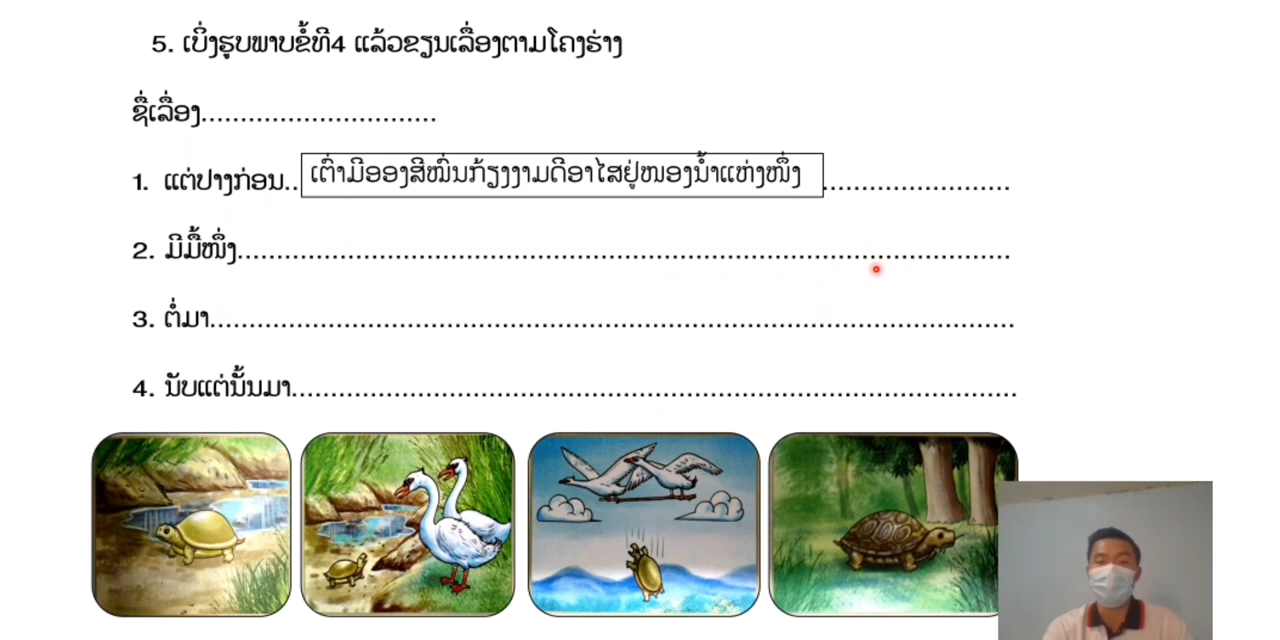 5. ເບິ່ງຮູບພາບຂໍ້ທີ4 ແລ້ວຂຽນເລື່ອງຕາມໂຄງຮ່າງ
ຊື່ເລື່ອງ..............................
1. ແຕ່ປາງກ່ອນ.. ເຕົ່າມີອອງສີໝົ່ນກ້ຽງງາມດີອາໄສຢູ່ໜອງນ້ຳແຫ່ງໜຶ່ງ ........................
2. ມີມື້ໜຶ່ງ...................................................................................................
3. ຕໍ່ມາ.......................................................................................................
4. ນັບແຕ່ນັ້ນມາ.............................................................................................